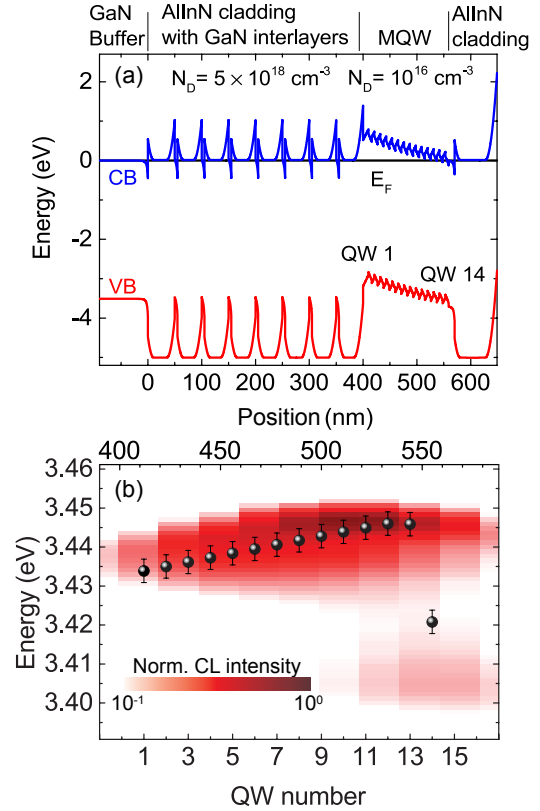 GaN
Buffer
AlInN cladding
with GaN interlayers
MQW
AlInN
cladding
(a)
N_D= 5 × 10^18 cm^-3
N_D= 10^16 cm^-3
2
0
-2
-4
Energy (eV)
CB
E_F
QW 1
QW 14
VB
0 100 200 300 400 500 600
Position (nm)
400 450 500 550
(b)
3.46
3.45
3.44
3.43
3.42
3.41
3.40
Energy (eV)
Norm. CL intensity
10^-1 10^0
1 3 5 7 9 11 13 15
QW number